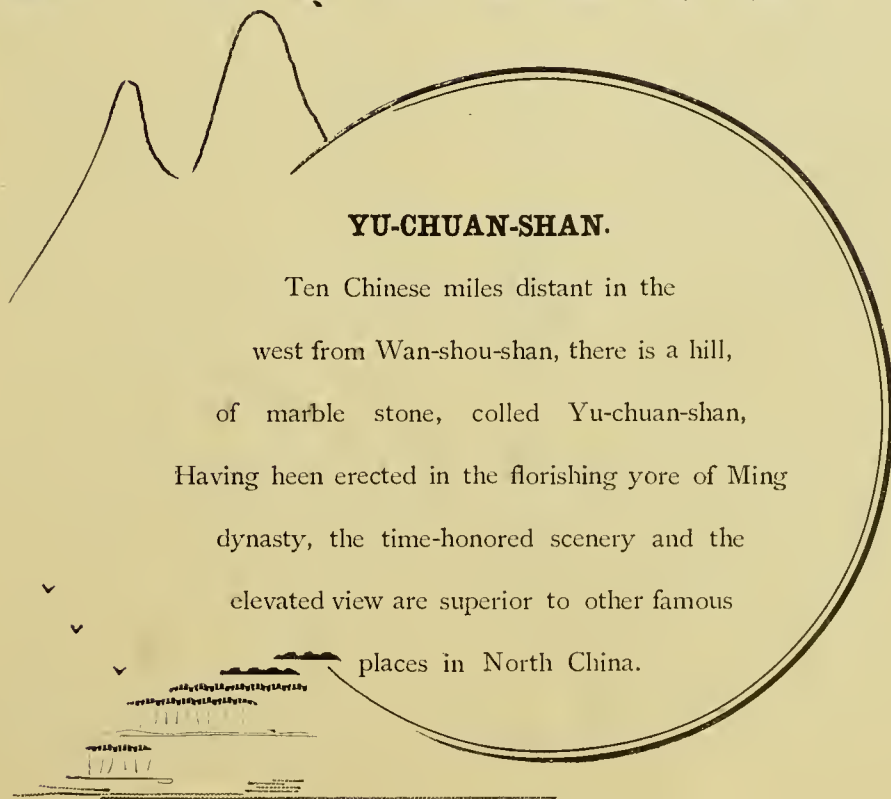 YU-CHUAN-SHAN.
Ten Chinese miles distant in the
west from Wan-shou-shan, there is a hill,
of marble stone, colled Yu-chuan-shan,
Having heen erected in the florishing yore of Ming
dynasty, the time-honored scenery and the
elevated view are superior to other famous
places in North China.